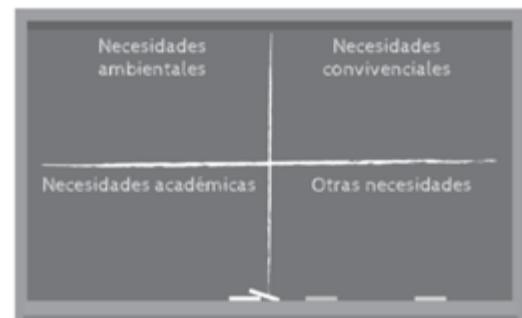 Necesidades
ambientales
Necesidades
convivenciales
Necesidades académicas
Otras necesidades